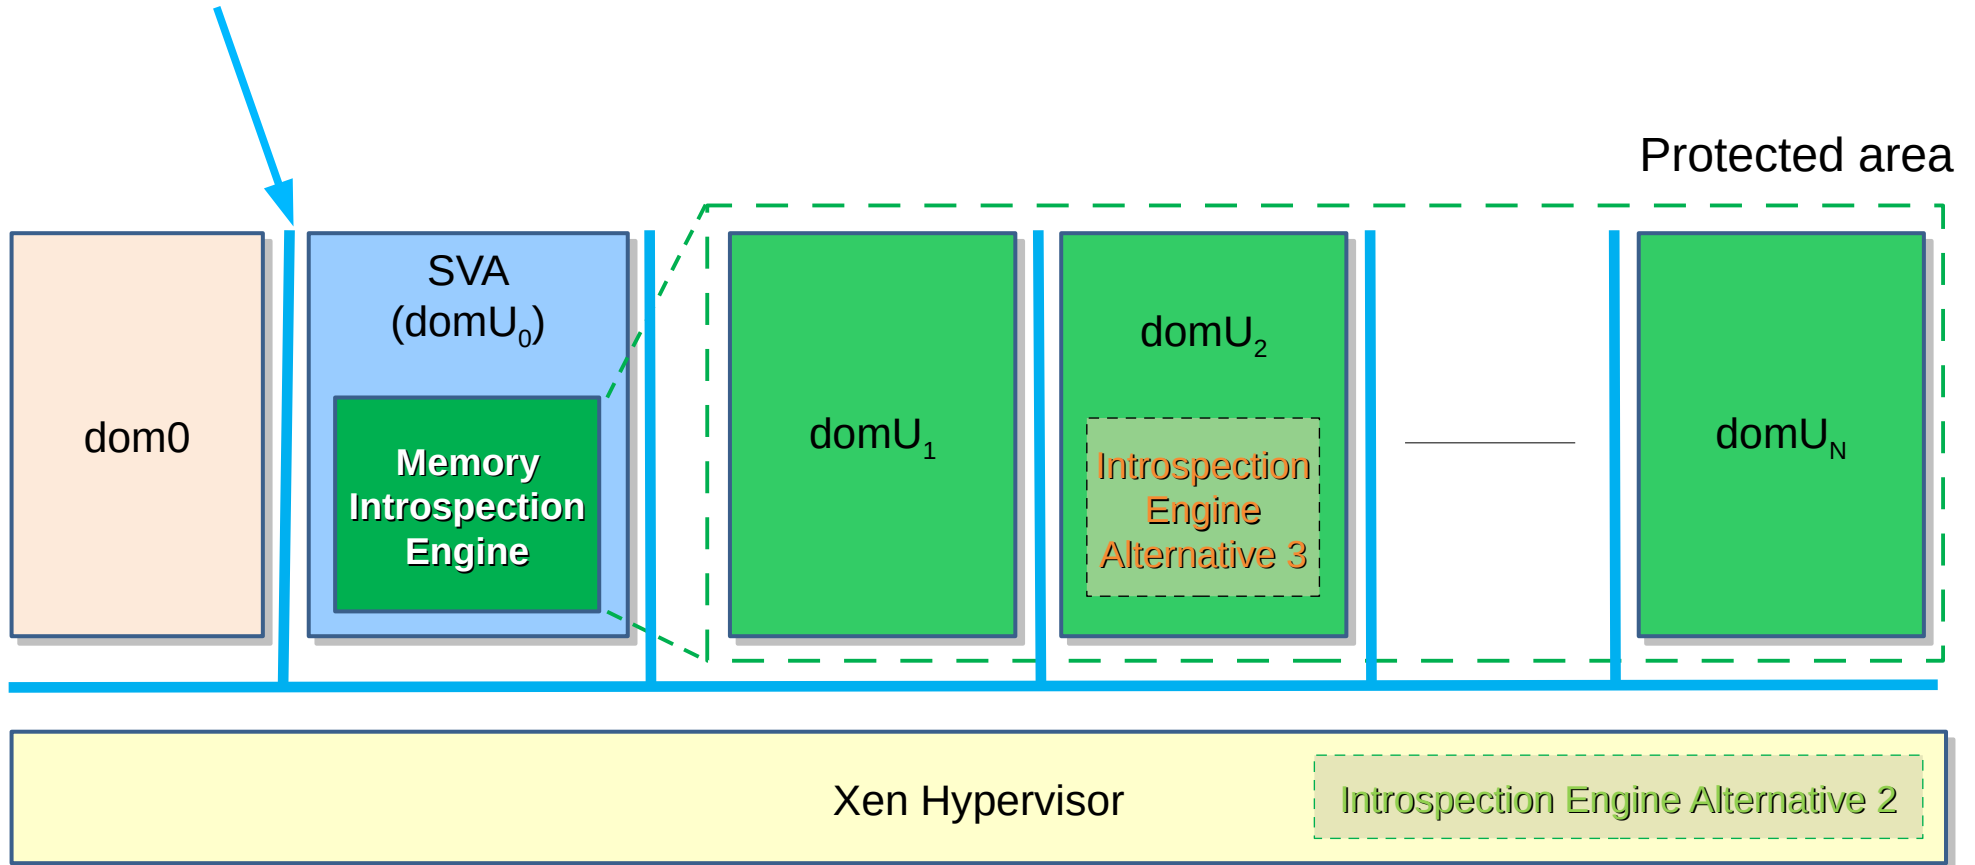 Protected area
dom0
SVA
(domU₀)
Memory
Introspection
Engine
domU₁
domU₂
Introspection
Engine
Alternative 3
domU_N
Xen Hypervisor
Introspection Engine Alternative 2